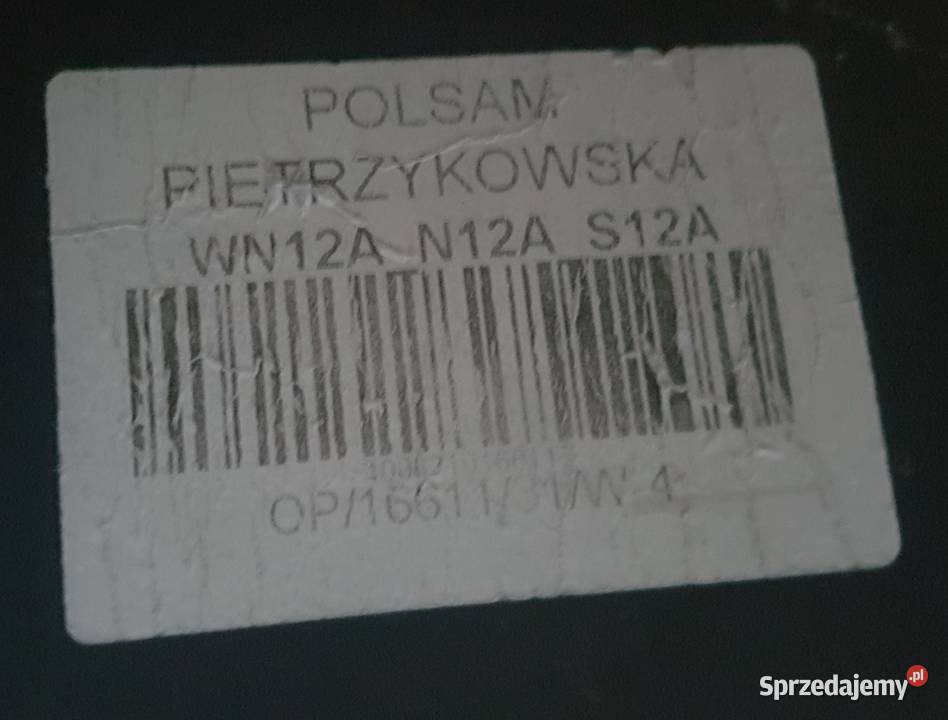 POLSAM.
PIETRZYKOWSKA
WN12A N12A S12A
Sprzedajemy.pl